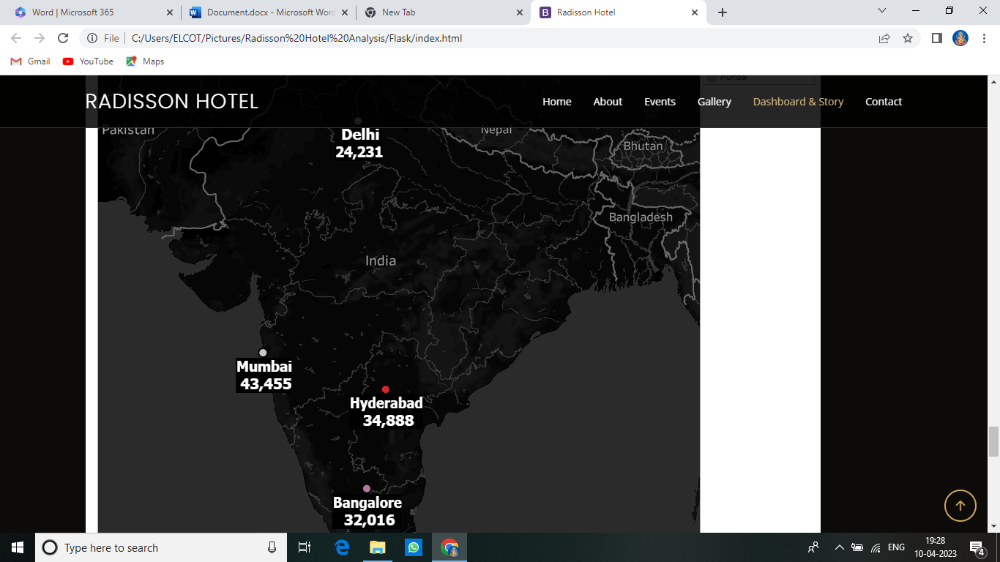 Word | Microsoft 365
Document.docx - Microsoft Word
New Tab
Radisson Hotel
File
C:/Users/ELCOT/Pictures/Radisson%20Hotel%20Analysis/Flask/index.html
Gmail
YouTube
Maps
Mumbai
RADISSON HOTEL
Home
About
Events
Gallery
Dashboard & Story
Contact
Pakistan
Nepal
Delhi
24,231
Bhutan
Bangladesh
India
Mumbai
43,455
Hyderabad
34,888
Bangalore
32,016
Type here to search
ENG
19:28
10-04-2023
4